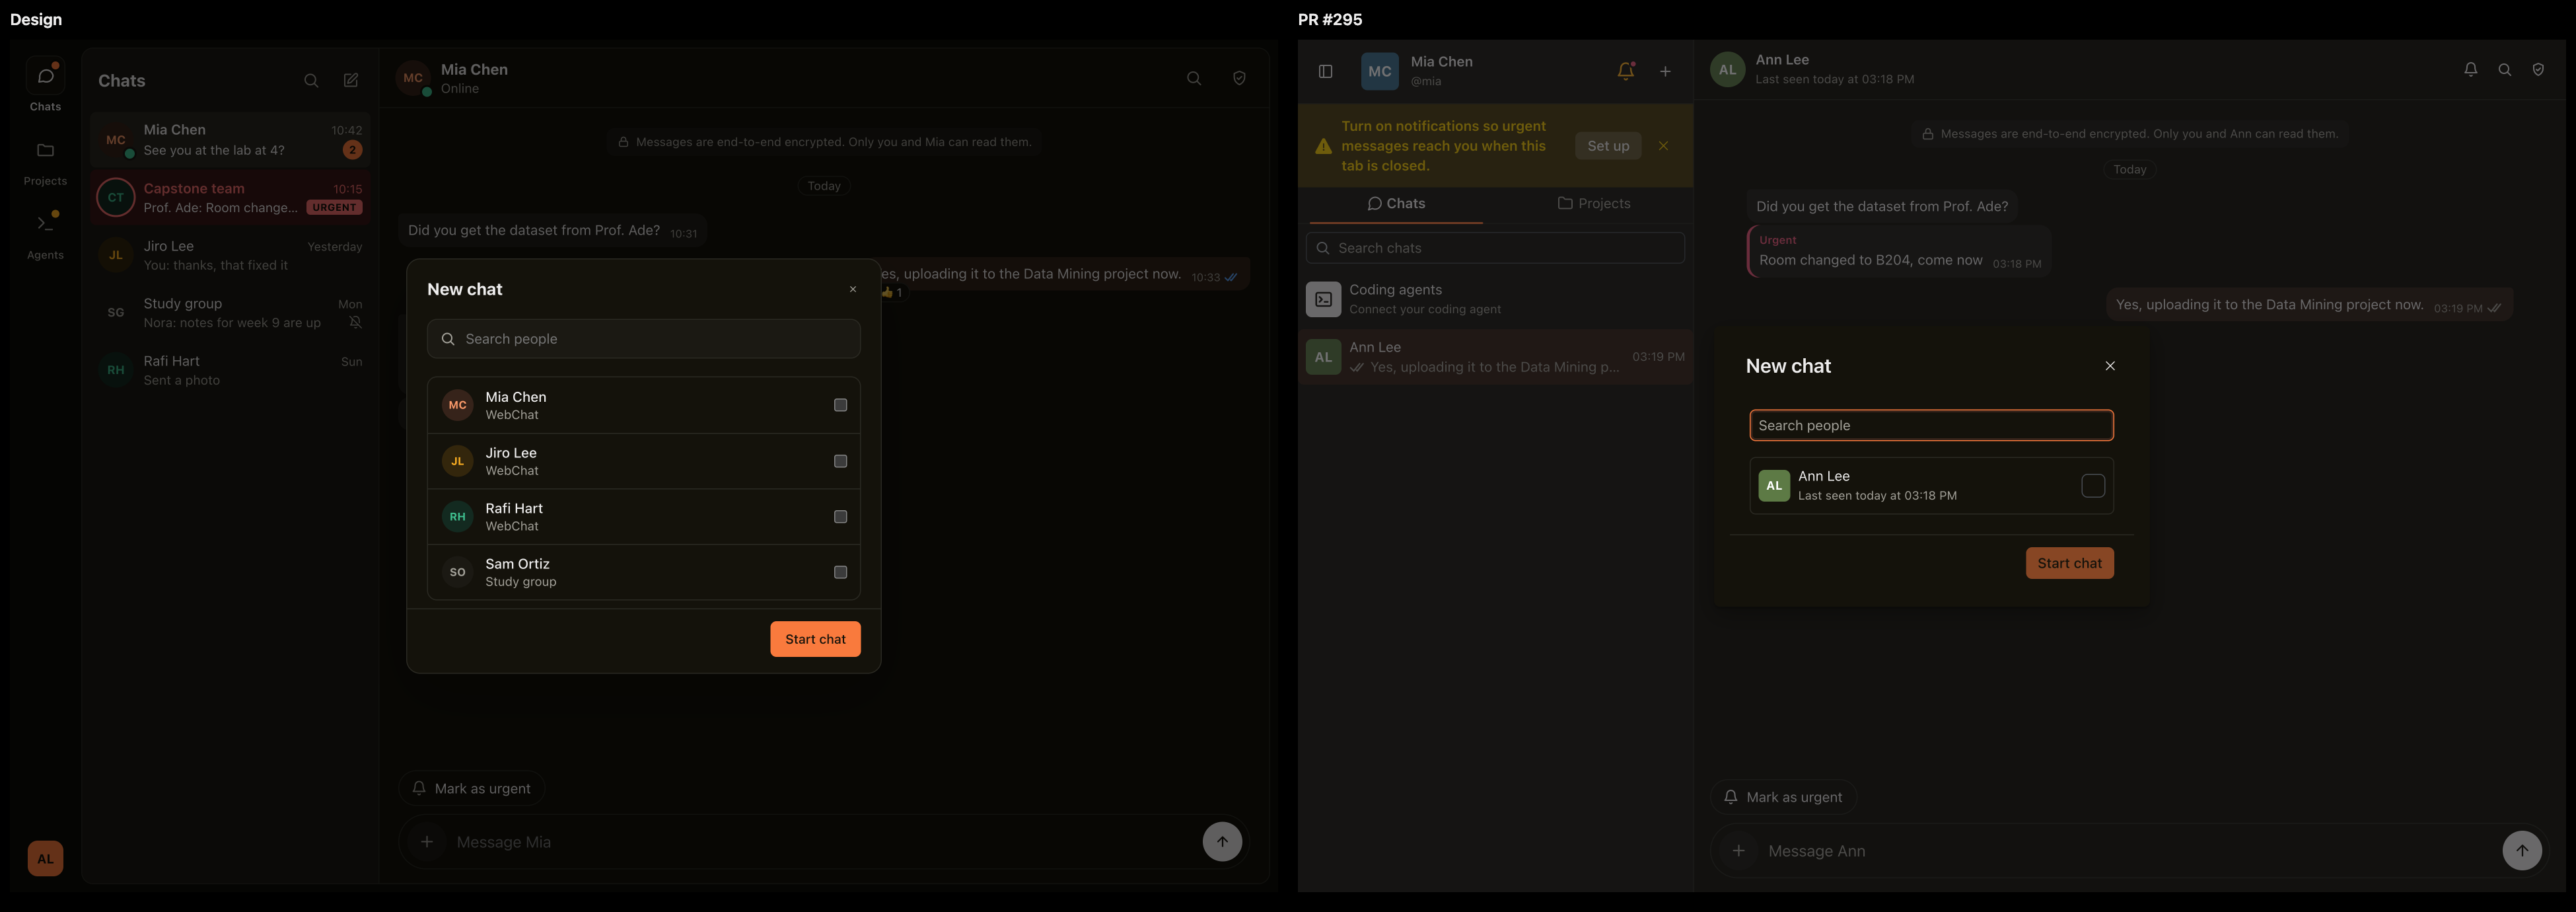 Design
Chats
Projects
Agents
AL
Chats
MC
Mia Chen
10:42
See you at the lab at 4?
2
CT
Capstone team
10:15
Prof. Ade: Room change...
URGENT
JL
Jiro Lee
Yesterday
You: thanks, that fixed it
SG
Study group
Mon
Nora: notes for week 9 are up
RH
Rafi Hart
Sun
Sent a photo
MC
Mia Chen
Online
Messages are end-to-end encrypted. Only you and Mia can read them.
Today
Did you get the dataset from Prof. Ade? 10:31
es, uploading it to the Data Mining project now. 10:33
👍 1
New chat
Search people
MC
Mia Chen
WebChat
JL
Jiro Lee
WebChat
RH
Rafi Hart
WebChat
SO
Sam Ortiz
Study group
Start chat
Mark as urgent
Message Mia
PR #295
MC
Mia Chen
@mia
Turn on notifications so urgent
messages reach you when this
tab is closed.
Set up
Chats
Projects
Search chats
Coding agents
Connect your coding agent
AL
Ann Lee
03:19 PM
Yes, uploading it to the Data Mining p...
AL
Ann Lee
Last seen today at 03:18 PM
Messages are end-to-end encrypted. Only you and Ann can read them.
Today
Did you get the dataset from Prof. Ade?
Urgent
Room changed to B204, come now 03:18 PM
Yes, uploading it to the Data Mining project now. 03:19 PM
New chat
Search people
AL
Ann Lee
Last seen today at 03:18 PM
Start chat
Mark as urgent
Message Ann